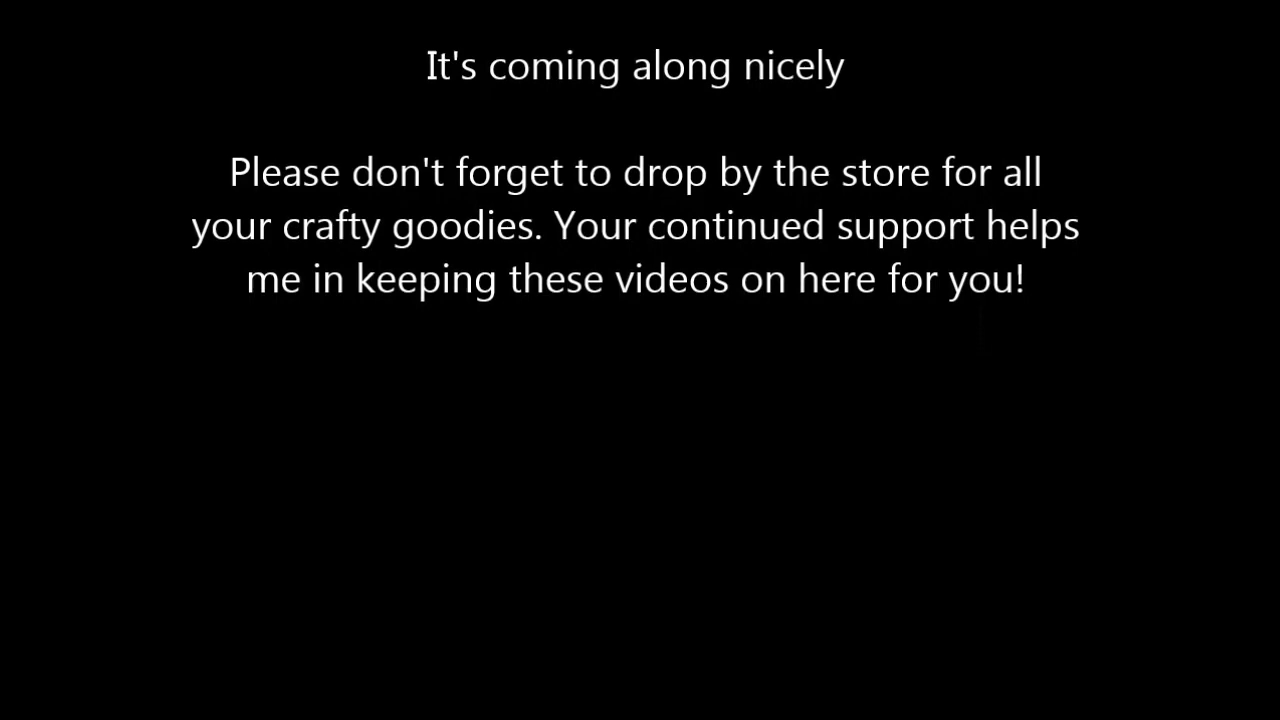 It's coming along nicely
Please don't forget to drop by the store for all
your crafty goodies. Your continued support helps
me in keeping these videos on here for you!